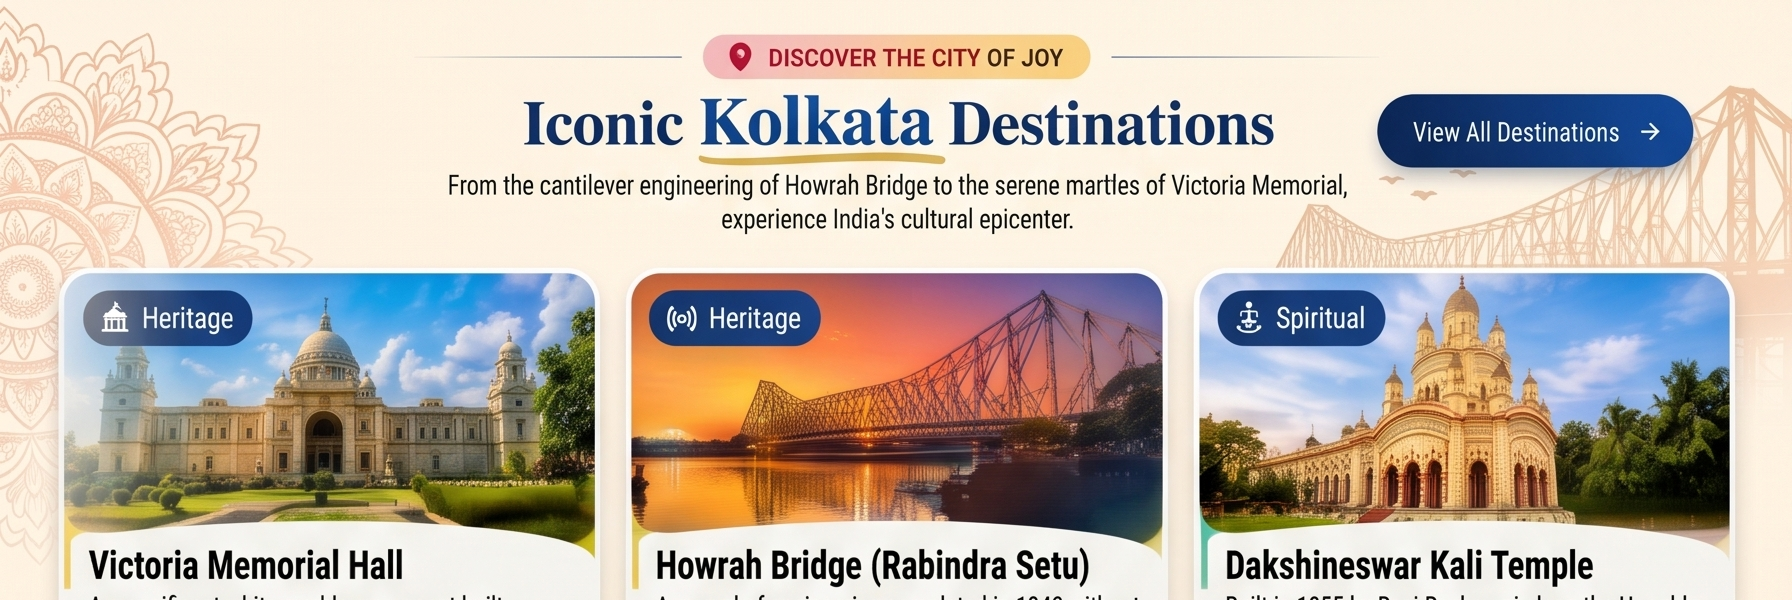 DISCOVER THE CITY OF JOY
Iconic Kolkata Destinations
View All Destinations
From the cantilever engineering of Howrah Bridge to the serene martles of Victoria Memorial,
experience India's cultural epicenter.
Heritage
Heritage
Spiritual
Victoria Memorial Hall
Howrah Bridge (Rabindra Setu)
Dakshineswar Kali Temple